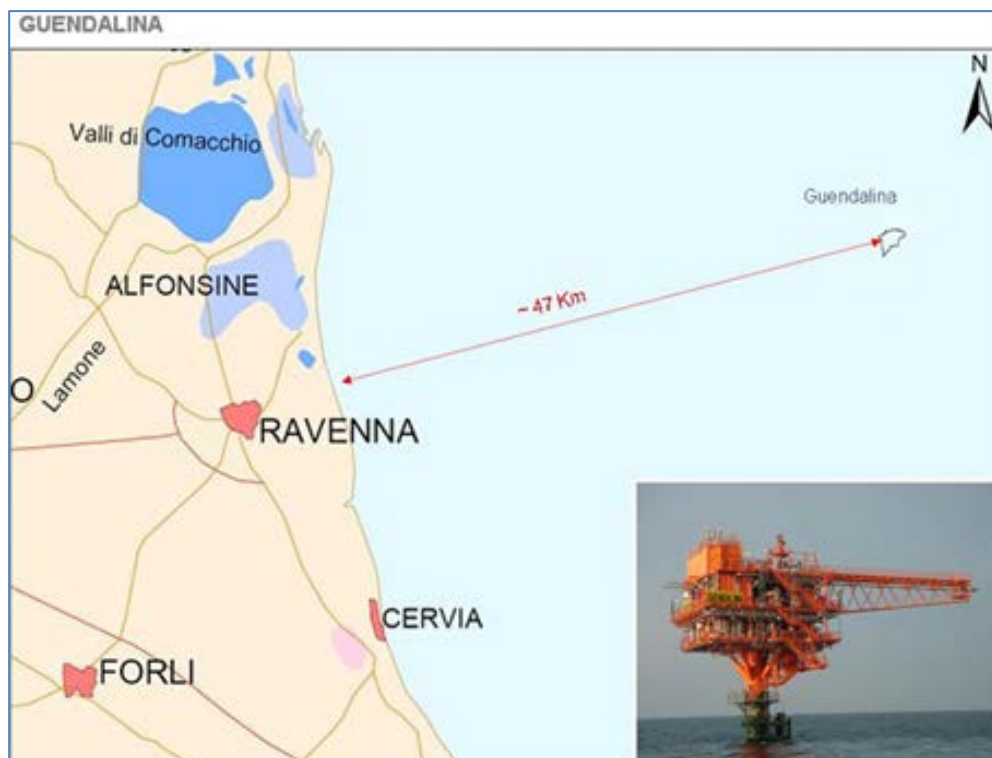 GUENDALINA
N
Valli di Comacchio
Guendalina
ALFONSINE
~ 47 Km
Lamone
O
RAVENNA
CERVIA
FORLI